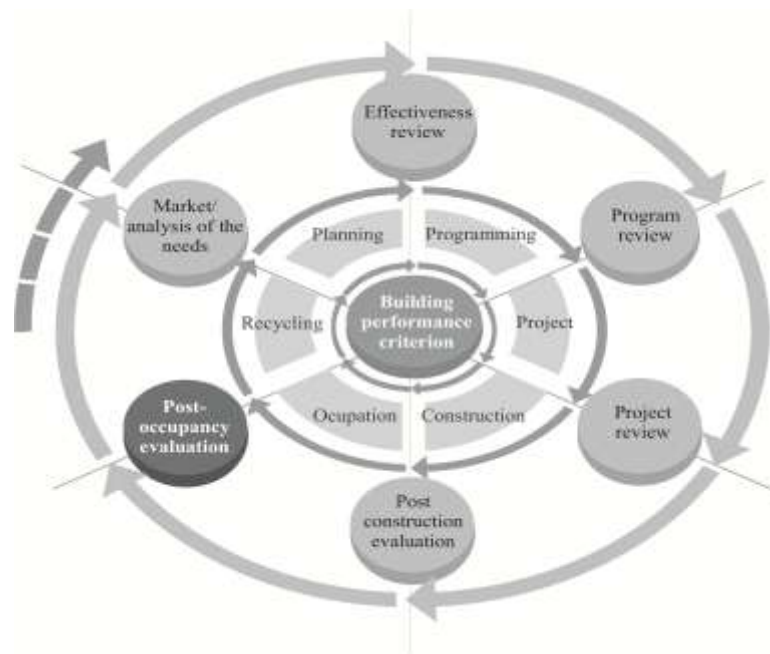 Effectiveness
review
Market/
analysis of the
needs
Program
review
Planning
Programming
Recycling
Building
performance
criterion
Project
Post-
occupancy
evaluation
Ocupation
Construction
Project
review
Post
construction
evaluation